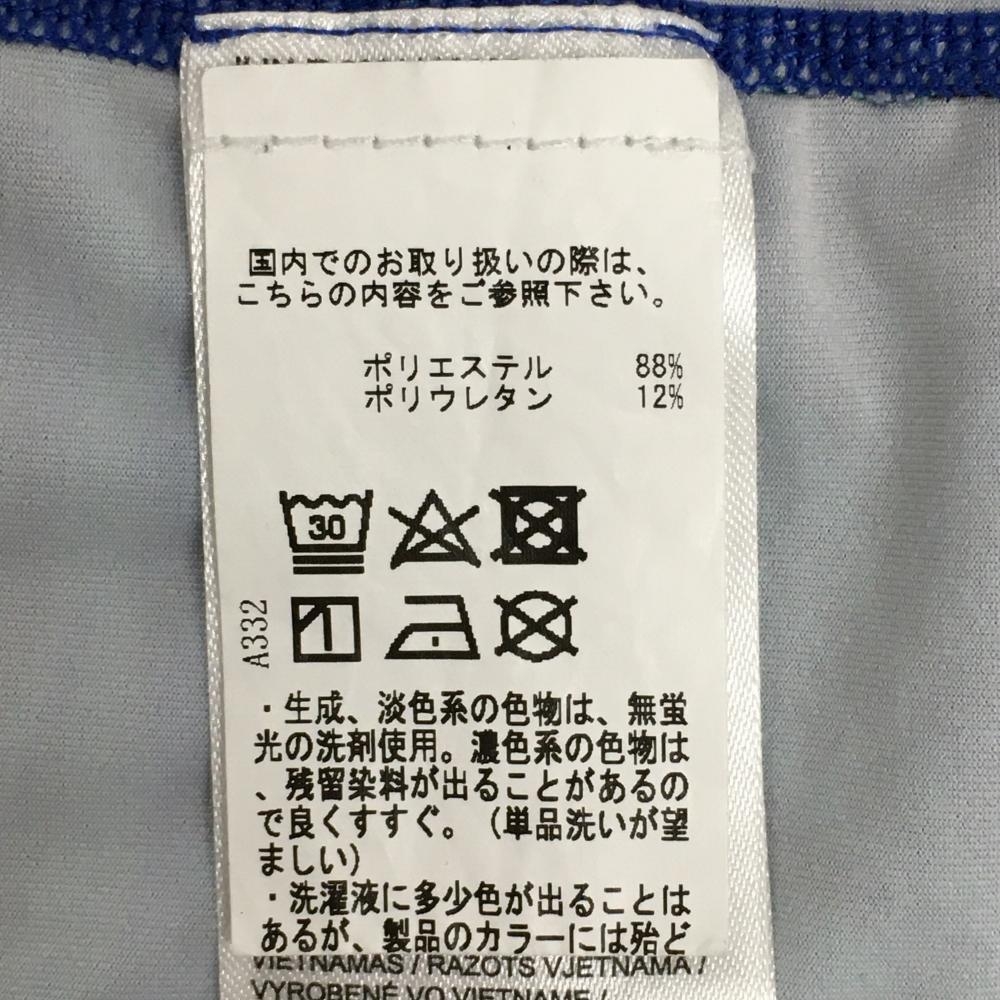 国内でのお取り扱いの際は、
こちらの内容をご参照下さい。
ポリエステル 88%
ポリウレタン 12%
30
A332
・生成、淡色系の色物は、無蛍
光の洗剤使用。濃色系の色物は
、残留染料が出ることがあるの
で良くすすぐ。（単品洗いが望
ましい）
・洗濯液に多少色が出ることは
あるが、製品のカラーには殆ど
VIETNAMAS / RAZOTS VJETNAMA /
VYROBENÉ VO VIETNAME /